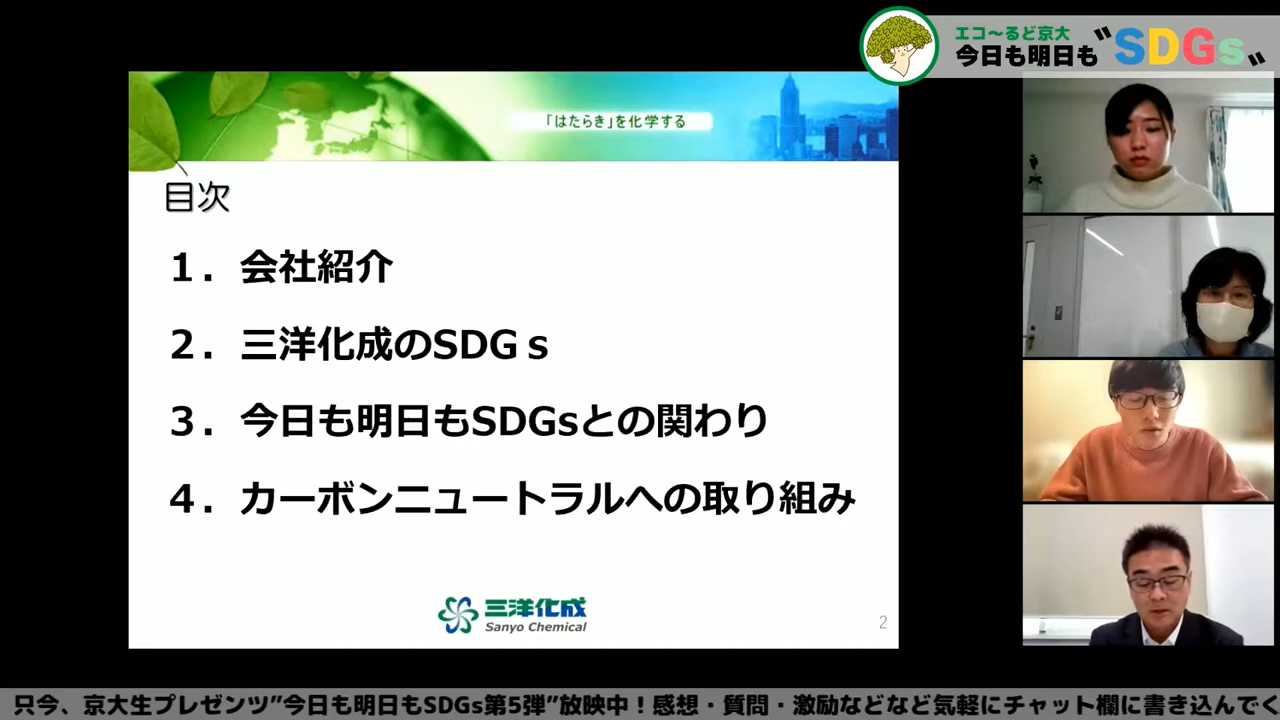 エコ～るど京大
今日も明日も〝SDGs〟
「はたらき」を化学する
目次
１．会社紹介
２．三洋化成のSDGｓ
３．今日も明日もSDGsとの関わり
４．カーボンニュートラルへの取り組み
三洋化成
Sanyo Chemical
2
只今、京大生プレゼンツ”今日も明日もSDGs第5弾”放映中！感想・質問・激励などなど気軽にチャット欄に書き込んでく